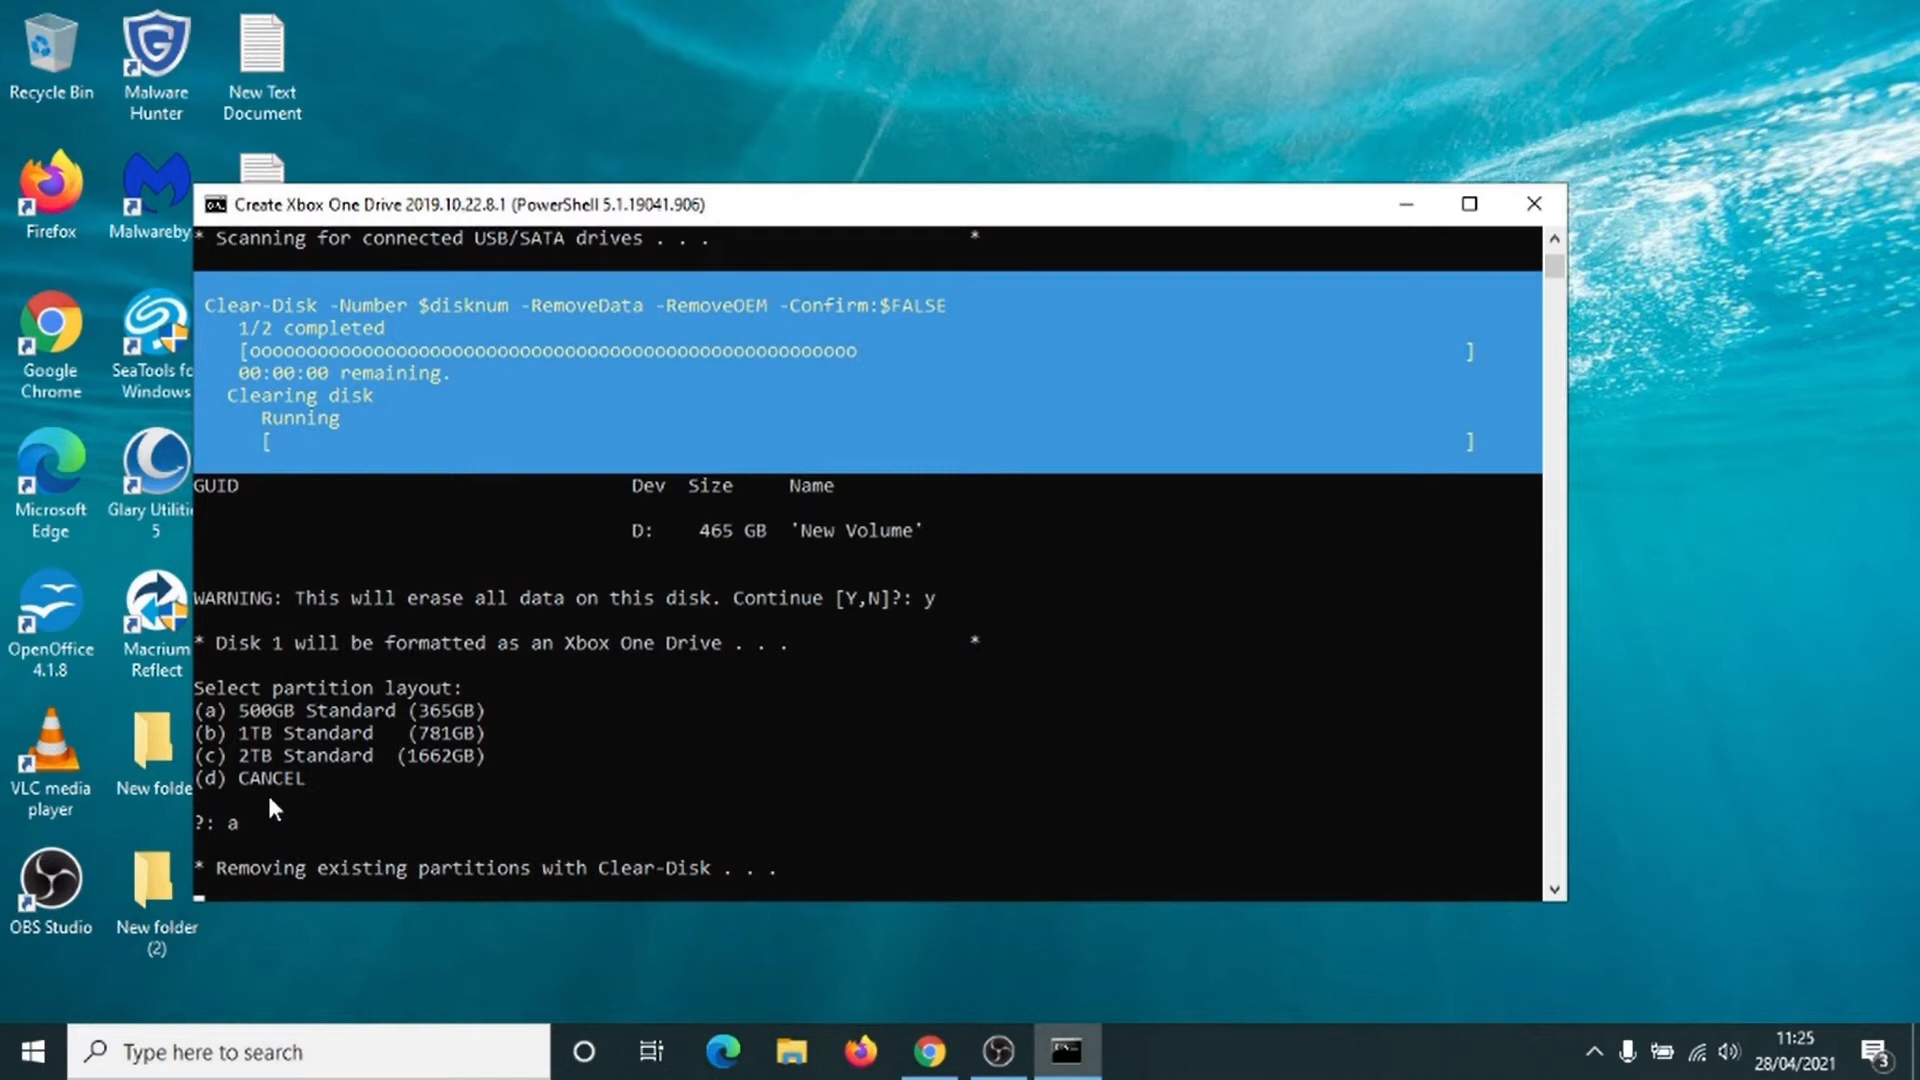 Recycle Bin
Malware
Hunter
New Text
Document
Firefox
Malwareby
Google
Chrome
SeaTools fo
Windows
Microsoft
Edge
Glary Utiliti
5
OpenOffice
4.1.8
Macrium
Reflect
VLC media
player
New folde
OBS Studio
New folder
(2)
Create Xbox One Drive 2019.10.22.8.1 (PowerShell 5.1.19041.906)
* Scanning for connected USB/SATA drives . . . *
Clear-Disk -Number $disknum -RemoveData -RemoveOEM -Confirm:$FALSE
1/2 completed
[oooooooooooooooooooooooooooooooooooooooooooooooooooooo ]
00:00:00 remaining.
Clearing disk
Running
[ ]
GUID Dev Size Name
D: 465 GB 'New Volume'
WARNING: This will erase all data on this disk. Continue [Y,N]?: y
* Disk 1 will be formatted as an Xbox One Drive . . . *
Select partition layout:
(a) 500GB Standard (365GB)
(b) 1TB Standard (781GB)
(c) 2TB Standard (1662GB)
(d) CANCEL
?: a
* Removing existing partitions with Clear-Disk . . .
Type here to search
11:25
28/04/2021
3